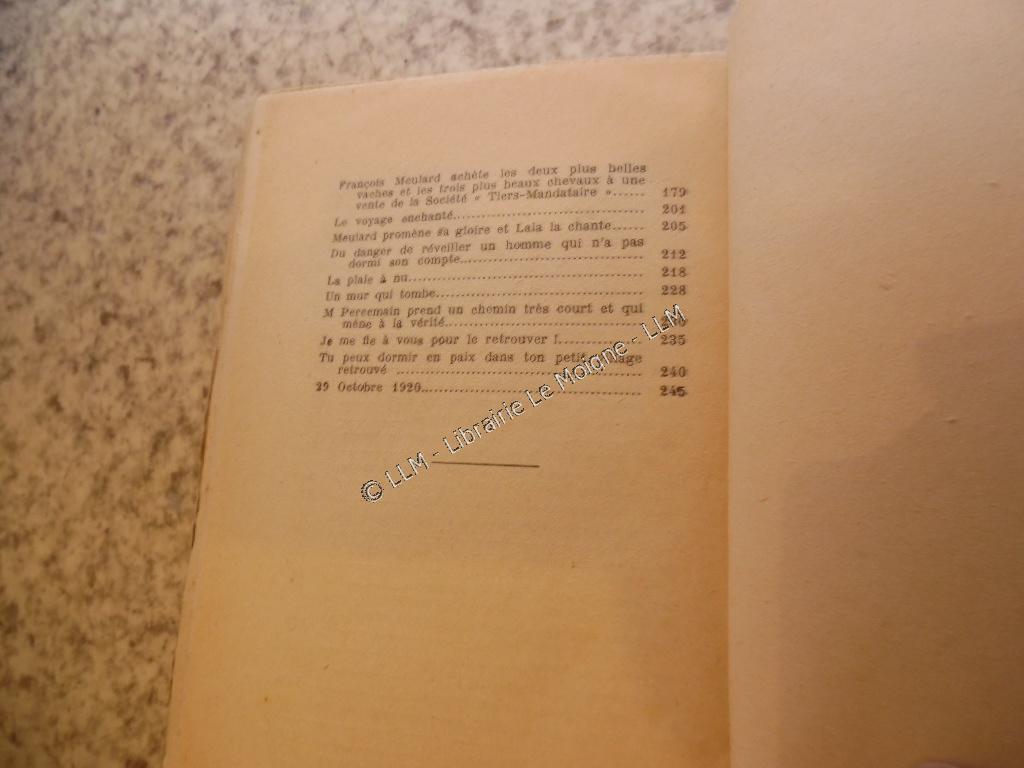 François Meulard achète les deux plus belles
vaches et les trois plus beaux chevaux à une
vente de la Société " Tiers-Mandataire "...... 179
Le voyage enchanté........................................ 201
Meulard promène sa gloire et Lala la chante...... 205
Du danger de réveiller un homme qui n'a pas
dormi son compte....................................... 212
La plaie à nu.................................................. 218
Un mur qui tombe............................................ 228
M Percemain prend un chemin très court et qui
mène à la vérité
Je me fie à vous pour le retrouver !................ 235
Tu peux dormir en paix dans ton petit
retrouvé .................................................. 240
29 Octobre 1920.............................................. 245
© LLM - Librairie Le Moigne - LLM